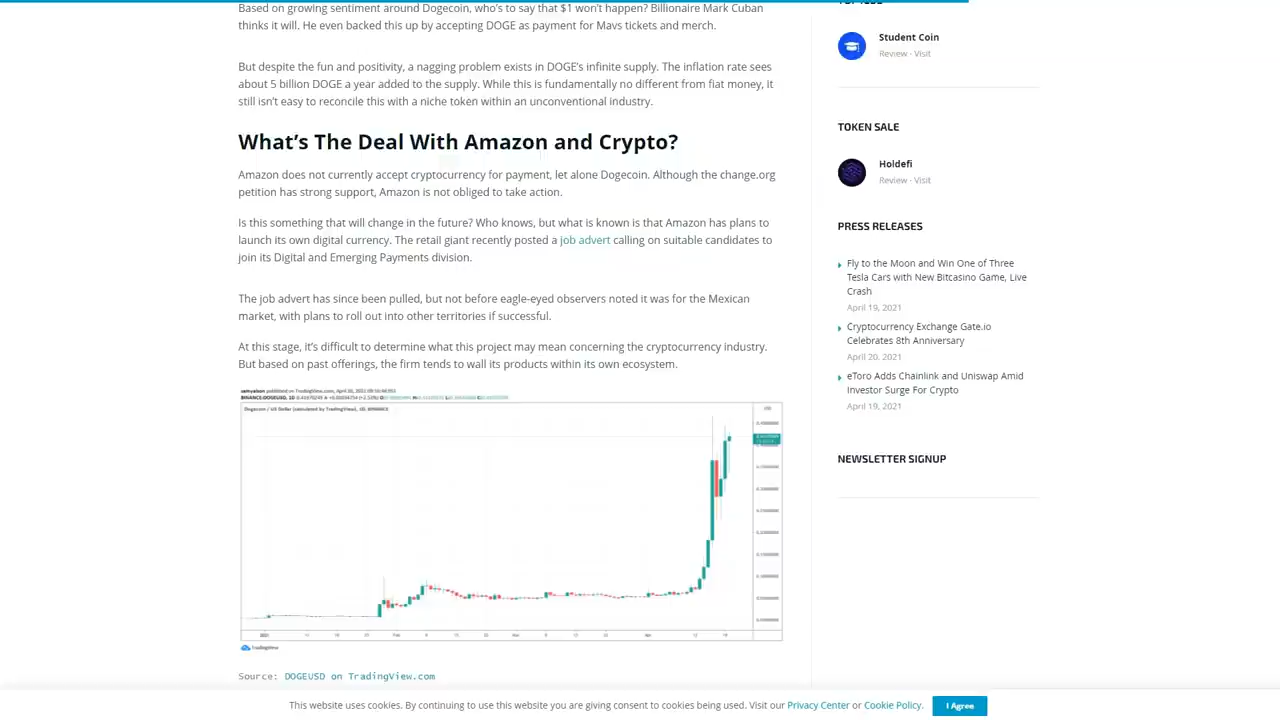 Based on growing sentiment around Dogecoin, who's to say that $1 won't happen? Billionaire Mark Cuban
thinks it will. He even backed this up by accepting DOGE as payment for Mavs tickets and merch.
But despite the fun and positivity, a nagging problem exists in DOGE's infinite supply. The inflation rate sees
about 5 billion DOGE a year added to the supply. While this is fundamentally no different from fiat money, it
still isn't easy to reconcile this with a niche token within an unconventional industry.
What's The Deal With Amazon and Crypto?
Amazon does not currently accept cryptocurrency for payment, let alone Dogecoin. Although the change.org
petition has strong support, Amazon is not obliged to take action.
Is this something that will change in the future? Who knows, but what is known is that Amazon has plans to
launch its own digital currency. The retail giant recently posted a job advert calling on suitable candidates to
join its Digital and Emerging Payments division.
The job advert has since been pulled, but not before eagle-eyed observers noted it was for the Mexican
market, with plans to roll out into other territories if successful.
At this stage, it's difficult to determine what this project may mean concerning the cryptocurrency industry.
But based on past offerings, the firm tends to wall its products within its own ecosystem.
Dogecoin / US Dollar (calculated by TradingView), 1D, BINANCE
TradingView
Source: DOGEUSD on TradingView.com
Student Coin
Review · Visit
TOKEN SALE
Holdefi
Review · Visit
PRESS RELEASES
Fly to the Moon and Win One of Three
Tesla Cars with New Bitcasino Game, Live
Crash
April 19, 2021
Cryptocurrency Exchange Gate.io
Celebrates 8th Anniversary
April 20, 2021
eToro Adds Chainlink and Uniswap Amid
Investor Surge For Crypto
April 19, 2021
NEWSLETTER SIGNUP
This website uses cookies. By continuing to use this website you are giving consent to cookies being used. Visit our Privacy Center or Cookie Policy.
I Agree